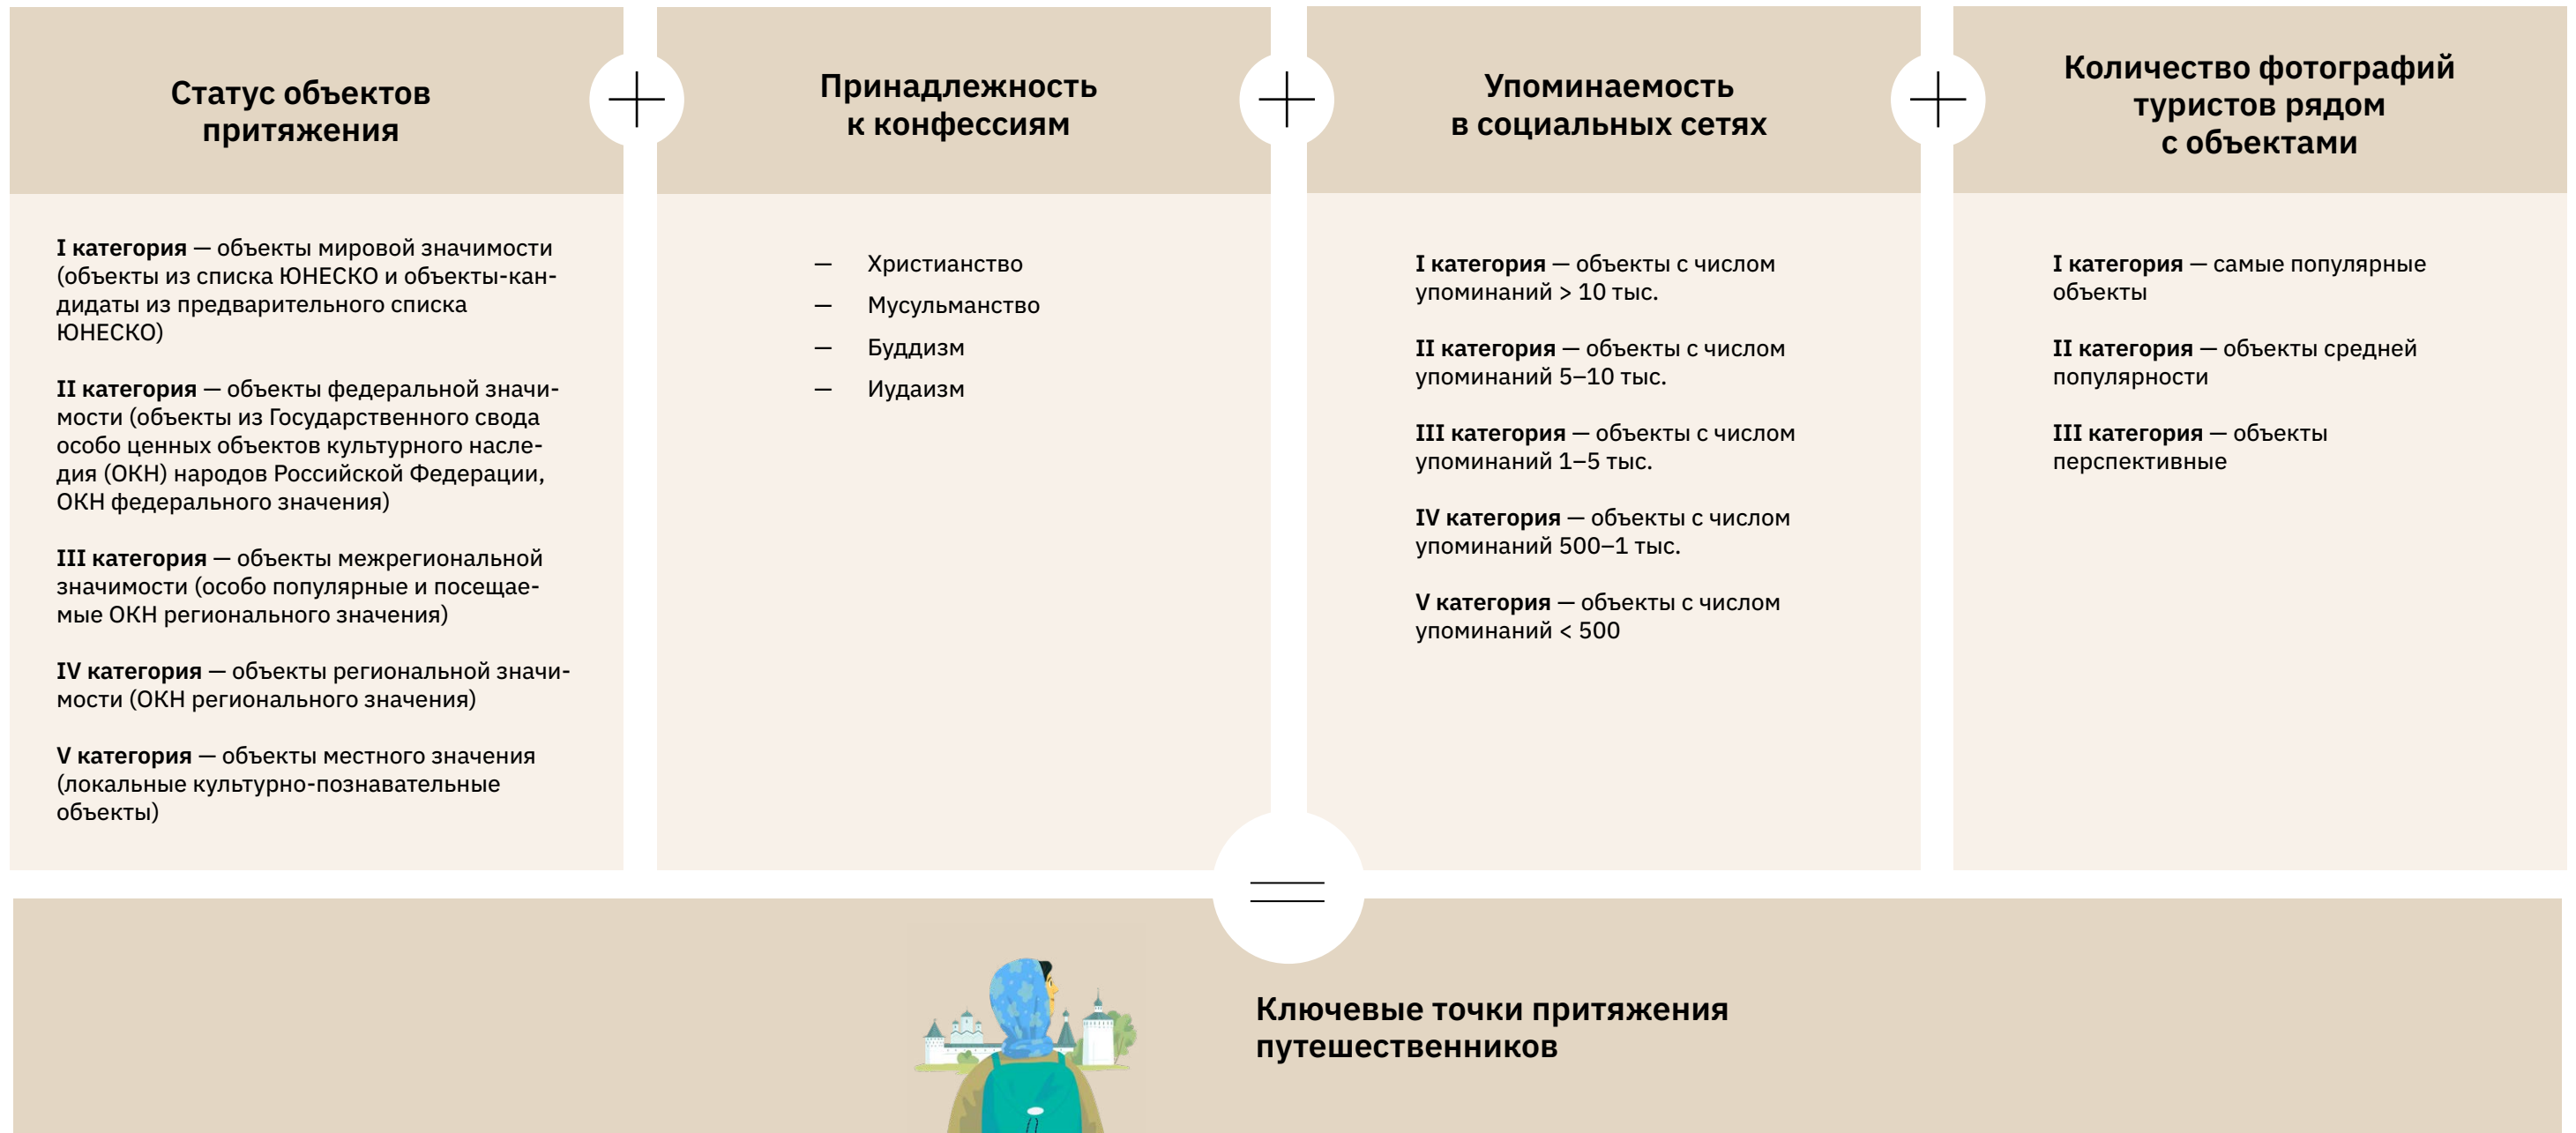 Статус объектов
притяжения
I категория — объекты мировой значимости
(объекты из списка ЮНЕСКО и объекты-кан-
дидаты из предварительного списка
ЮНЕСКО)
II категория — объекты федеральной значи-
мости (объекты из Государственного свода
особо ценных объектов культурного насле-
дия (ОКН) народов Российской Федерации,
ОКН федерального значения)
III категория — объекты межрегиональной
значимости (особо популярные и посещае-
мые ОКН регионального значения)
IV категория — объекты региональной значи-
мости (ОКН регионального значения)
V категория — объекты местного значения
(локальные культурно-познавательные
объекты)
+
Принадлежность
к конфессиям
— Христианство
— Мусульманство
— Буддизм
— Иудаизм
+
Упоминаемость
в социальных сетях
I категория — объекты с числом
упоминаний > 10 тыс.
II категория — объекты с числом
упоминаний 5–10 тыс.
III категория — объекты с числом
упоминаний 1–5 тыс.
IV категория — объекты с числом
упоминаний 500–1 тыс.
V категория — объекты с числом
упоминаний < 500
+
Количество фотографий
туристов рядом
с объектами
I категория — самые популярные
объекты
II категория — объекты средней
популярности
III категория — объекты
перспективные
=
Ключевые точки притяжения
путешественников